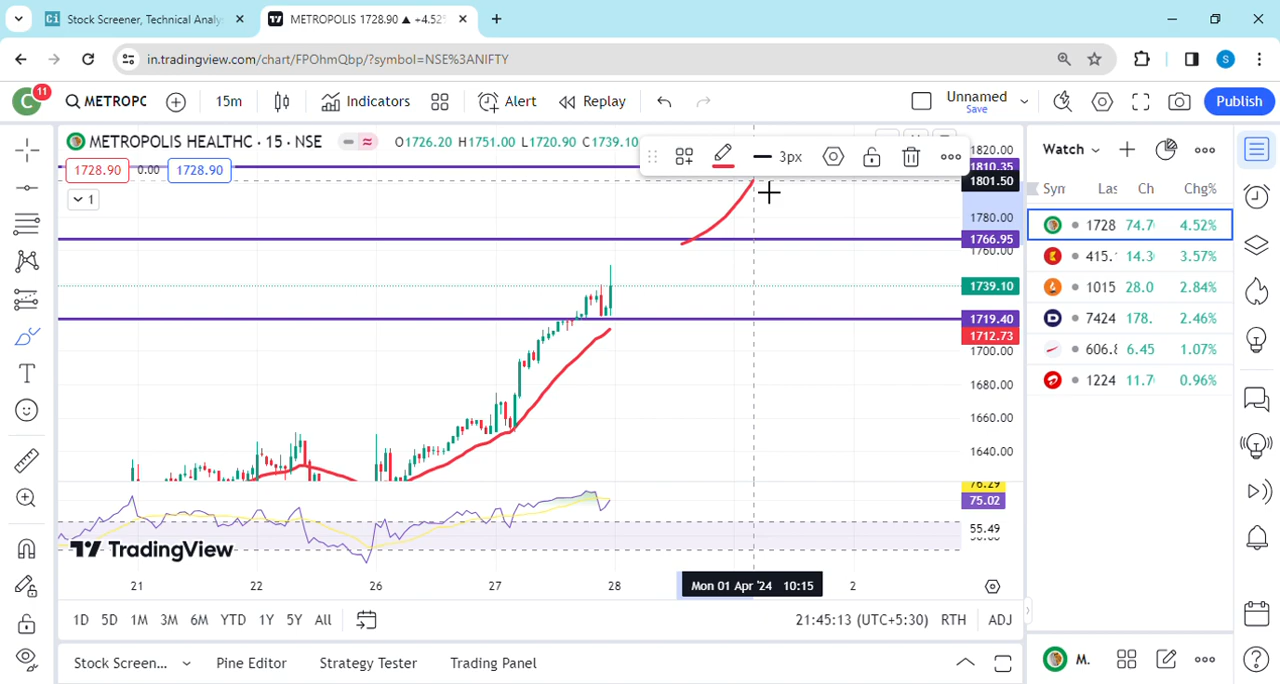 Stock Screener, Technical Analy
METROPOLIS 1728.90 ▲ +4.52%
in.tradingview.com/chart/FPOhmQbp/?symbol=NSE%3ANIFTY
S
C 11
METROPC
15m
Indicators
Alert
Replay
Unnamed
Save
Publish
METROPOLIS HEALTHC · 15 · NSE
O1726.20 H1751.00 L1720.90 C1739.10
1728.90
0.00
1728.90
1
3px
1820.00
1810.35
1801.50
1780.00
1766.95
1760.00
1739.10
1719.40
1712.73
1700.00
1680.00
1660.00
1640.00
76.29
75.02
55.49
TradingView
21
22
26
27
28
Mon 01 Apr '24 10:15
2
1D 5D 1M 3M 6M YTD 1Y 5Y All
21:45:13 (UTC+5:30) RTH ADJ
Stock Screen...
Pine Editor
Strategy Tester
Trading Panel
Watch
Syn Las Ch Chg%
1728 74.7 4.52%
415. 14.3 3.57%
1015 28.0 2.84%
D 7424 178. 2.46%
606.8 6.45 1.07%
1224 11.7 0.96%
M.